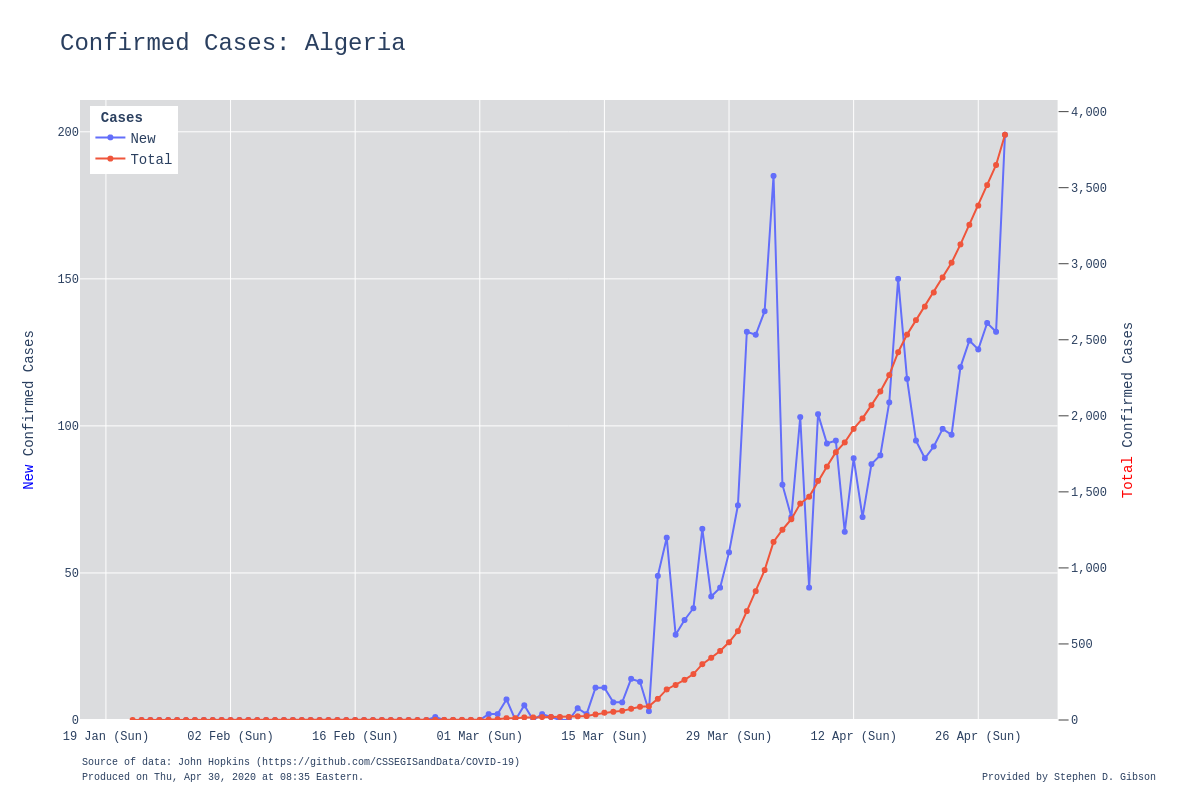 Confirmed Cases: Algeria
Cases
New
Total
200
150
100
50
0
4,000
3,500
3,000
2,500
2,000
1,500
1,000
500
0
New Confirmed Cases
Total Confirmed Cases
19 Jan (Sun)
02 Feb (Sun)
16 Feb (Sun)
01 Mar (Sun)
15 Mar (Sun)
29 Mar (Sun)
12 Apr (Sun)
26 Apr (Sun)
Source of data: John Hopkins (https://github.com/CSSEGISandData/COVID-19)
Produced on Thu, Apr 30, 2020 at 08:35 Eastern.
Provided by Stephen D. Gibson